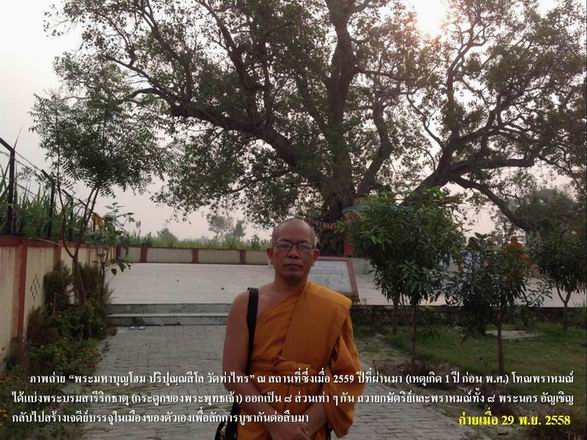 ภาพถ่าย “พระมหาบุญโฮม ปริปุณฺณสีโล วัดท่าไทร” ณ สถานที่ซึ่งเมื่อ 2559 ปีที่ผ่านมา (เหตุเกิด 1 ปี ก่อน พ.ศ.) โทณพราหมณ์
ได้แบ่งพระบรมสารีริกธาตุ (กระดูกของพระพุทธเจ้า) ออกเป็น ๘ ส่วนเท่า ๆ กัน ถวายกษัตริย์และพราหมณ์ทั้ง ๘ พระนคร อัญเชิญ
กลับไปสร้างเจดีย์บรรจุในเมืองของตัวเองเพื่อสักการบูชากันต่อสืบมา
ถ่ายเมื่อ 29 พ.ย. 2558